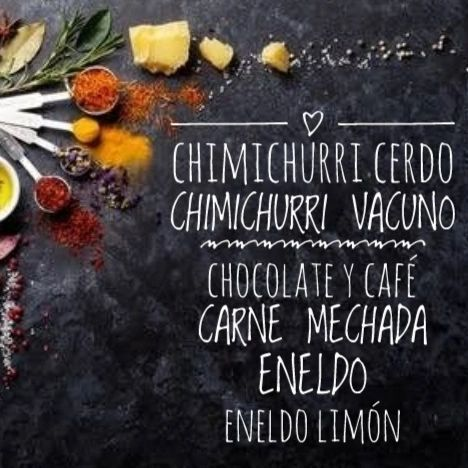 CHIMICHURRI CERDO
CHIMICHURRI VACUNO
CHOCOLATE Y CAFÉ
CARNE MECHADA
ENELDO
ENELDO LIMÓN